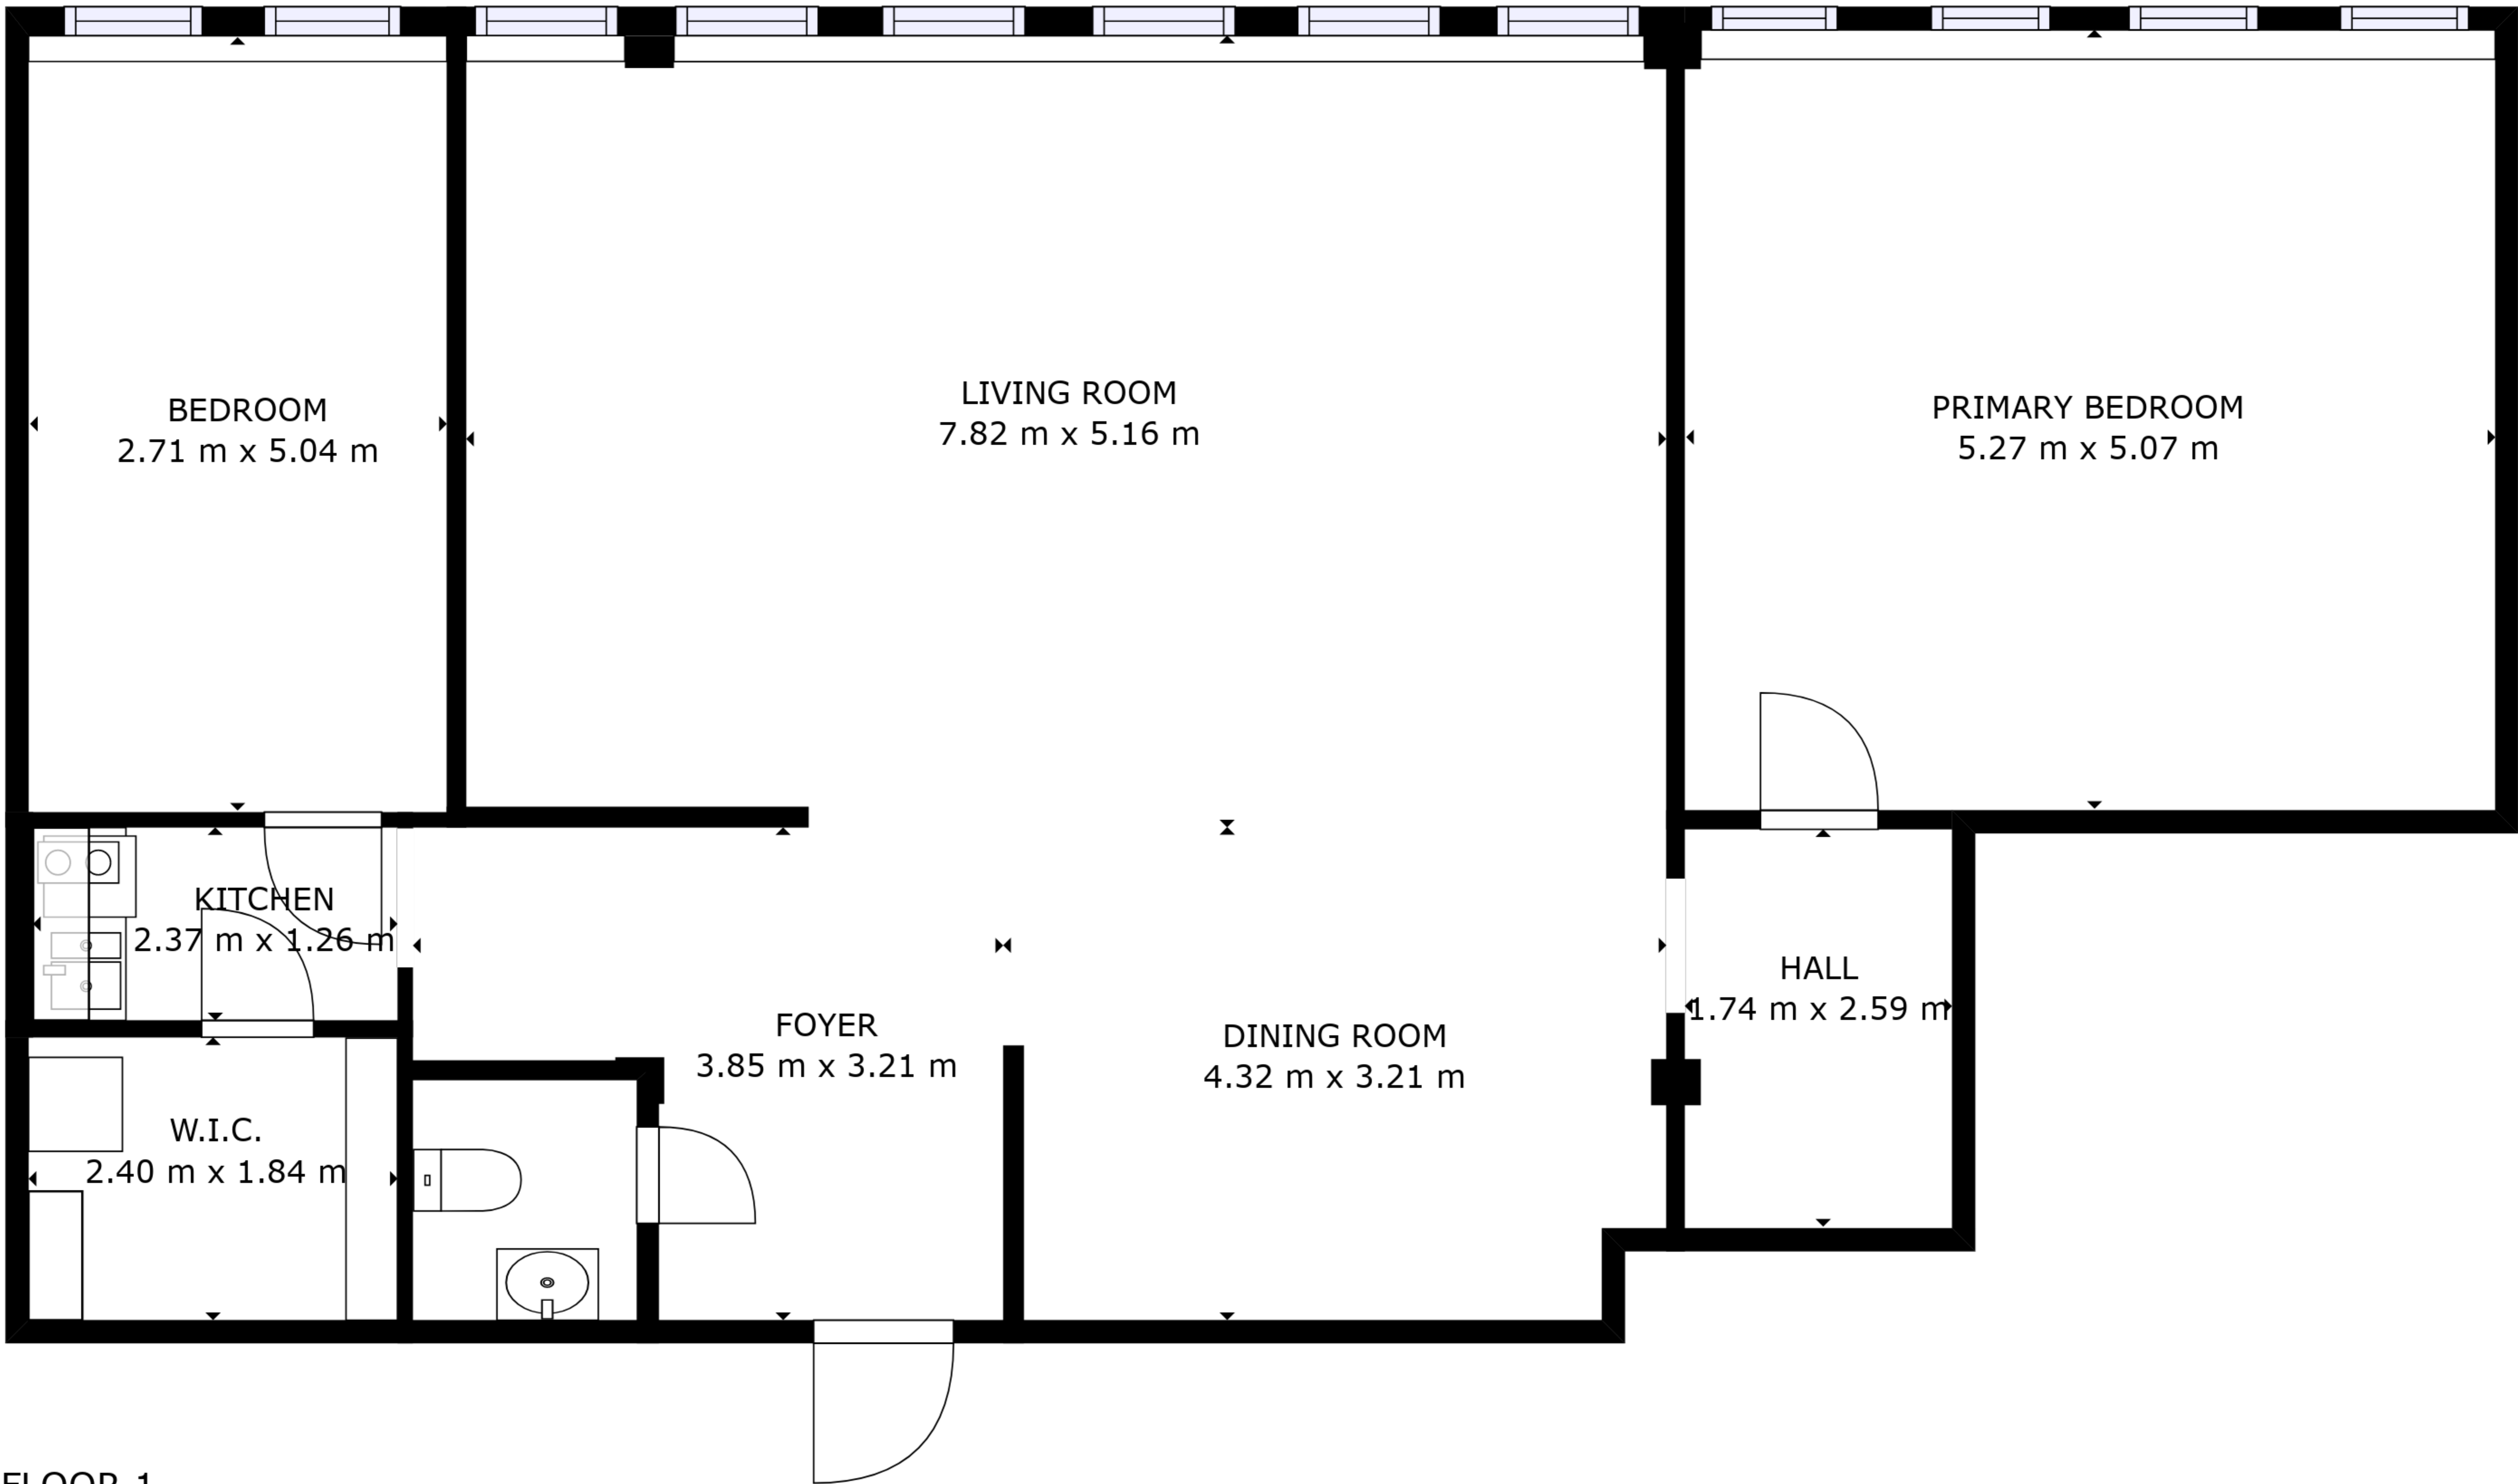 BEDROOM
2.71 m x 5.04 m
LIVING ROOM
7.82 m x 5.16 m
PRIMARY BEDROOM
5.27 m x 5.07 m
KITCHEN
2.37 m x 1.26 m
FOYER
3.85 m x 3.21 m
DINING ROOM
4.32 m x 3.21 m
HALL
1.74 m x 2.59 m
W.I.C.
2.40 m x 1.84 m
FLOOR 1